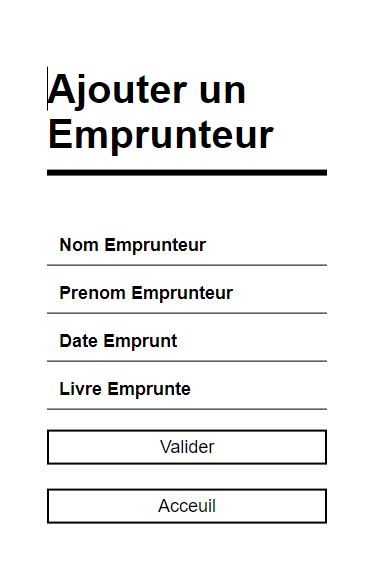 Ajouter un
Emprunteur
Nom Emprunteur
Prenom Emprunteur
Date Emprunt
Livre Emprunte
Valider
Acceuil